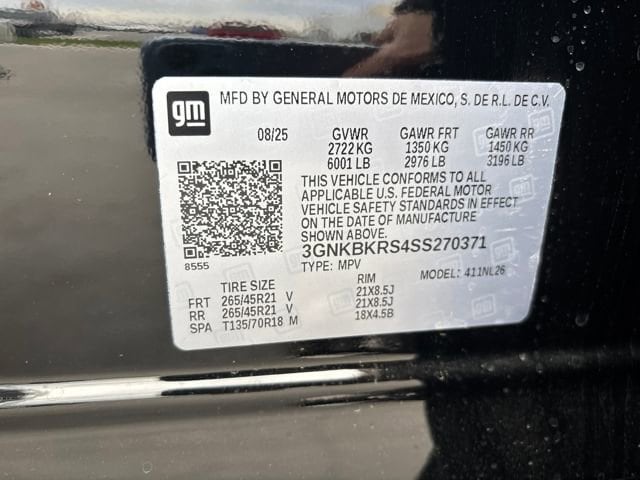 gm MFD BY GENERAL MOTORS DE MEXICO, S. DE R.L. DE C.V.
08/25 GVWR GAWR FRT GAWR RR
2722 KG 1350 KG 1450 KG
6001 LB 2976 LB 3196 LB
THIS VEHICLE CONFORMS TO ALL
APPLICABLE U.S. FEDERAL MOTOR
VEHICLE SAFETY STANDARDS IN EFFECT
ON THE DATE OF MANUFACTURE
SHOWN ABOVE.
8555
3GNKBKRS4SS270371
TYPE: MPV MODEL: 411NL26
TIRE SIZE RIM
FRT 265/45R21 V 21X8.5J
RR 265/45R21 V 21X8.5J
SPA T135/70R18 M 18X4.5B